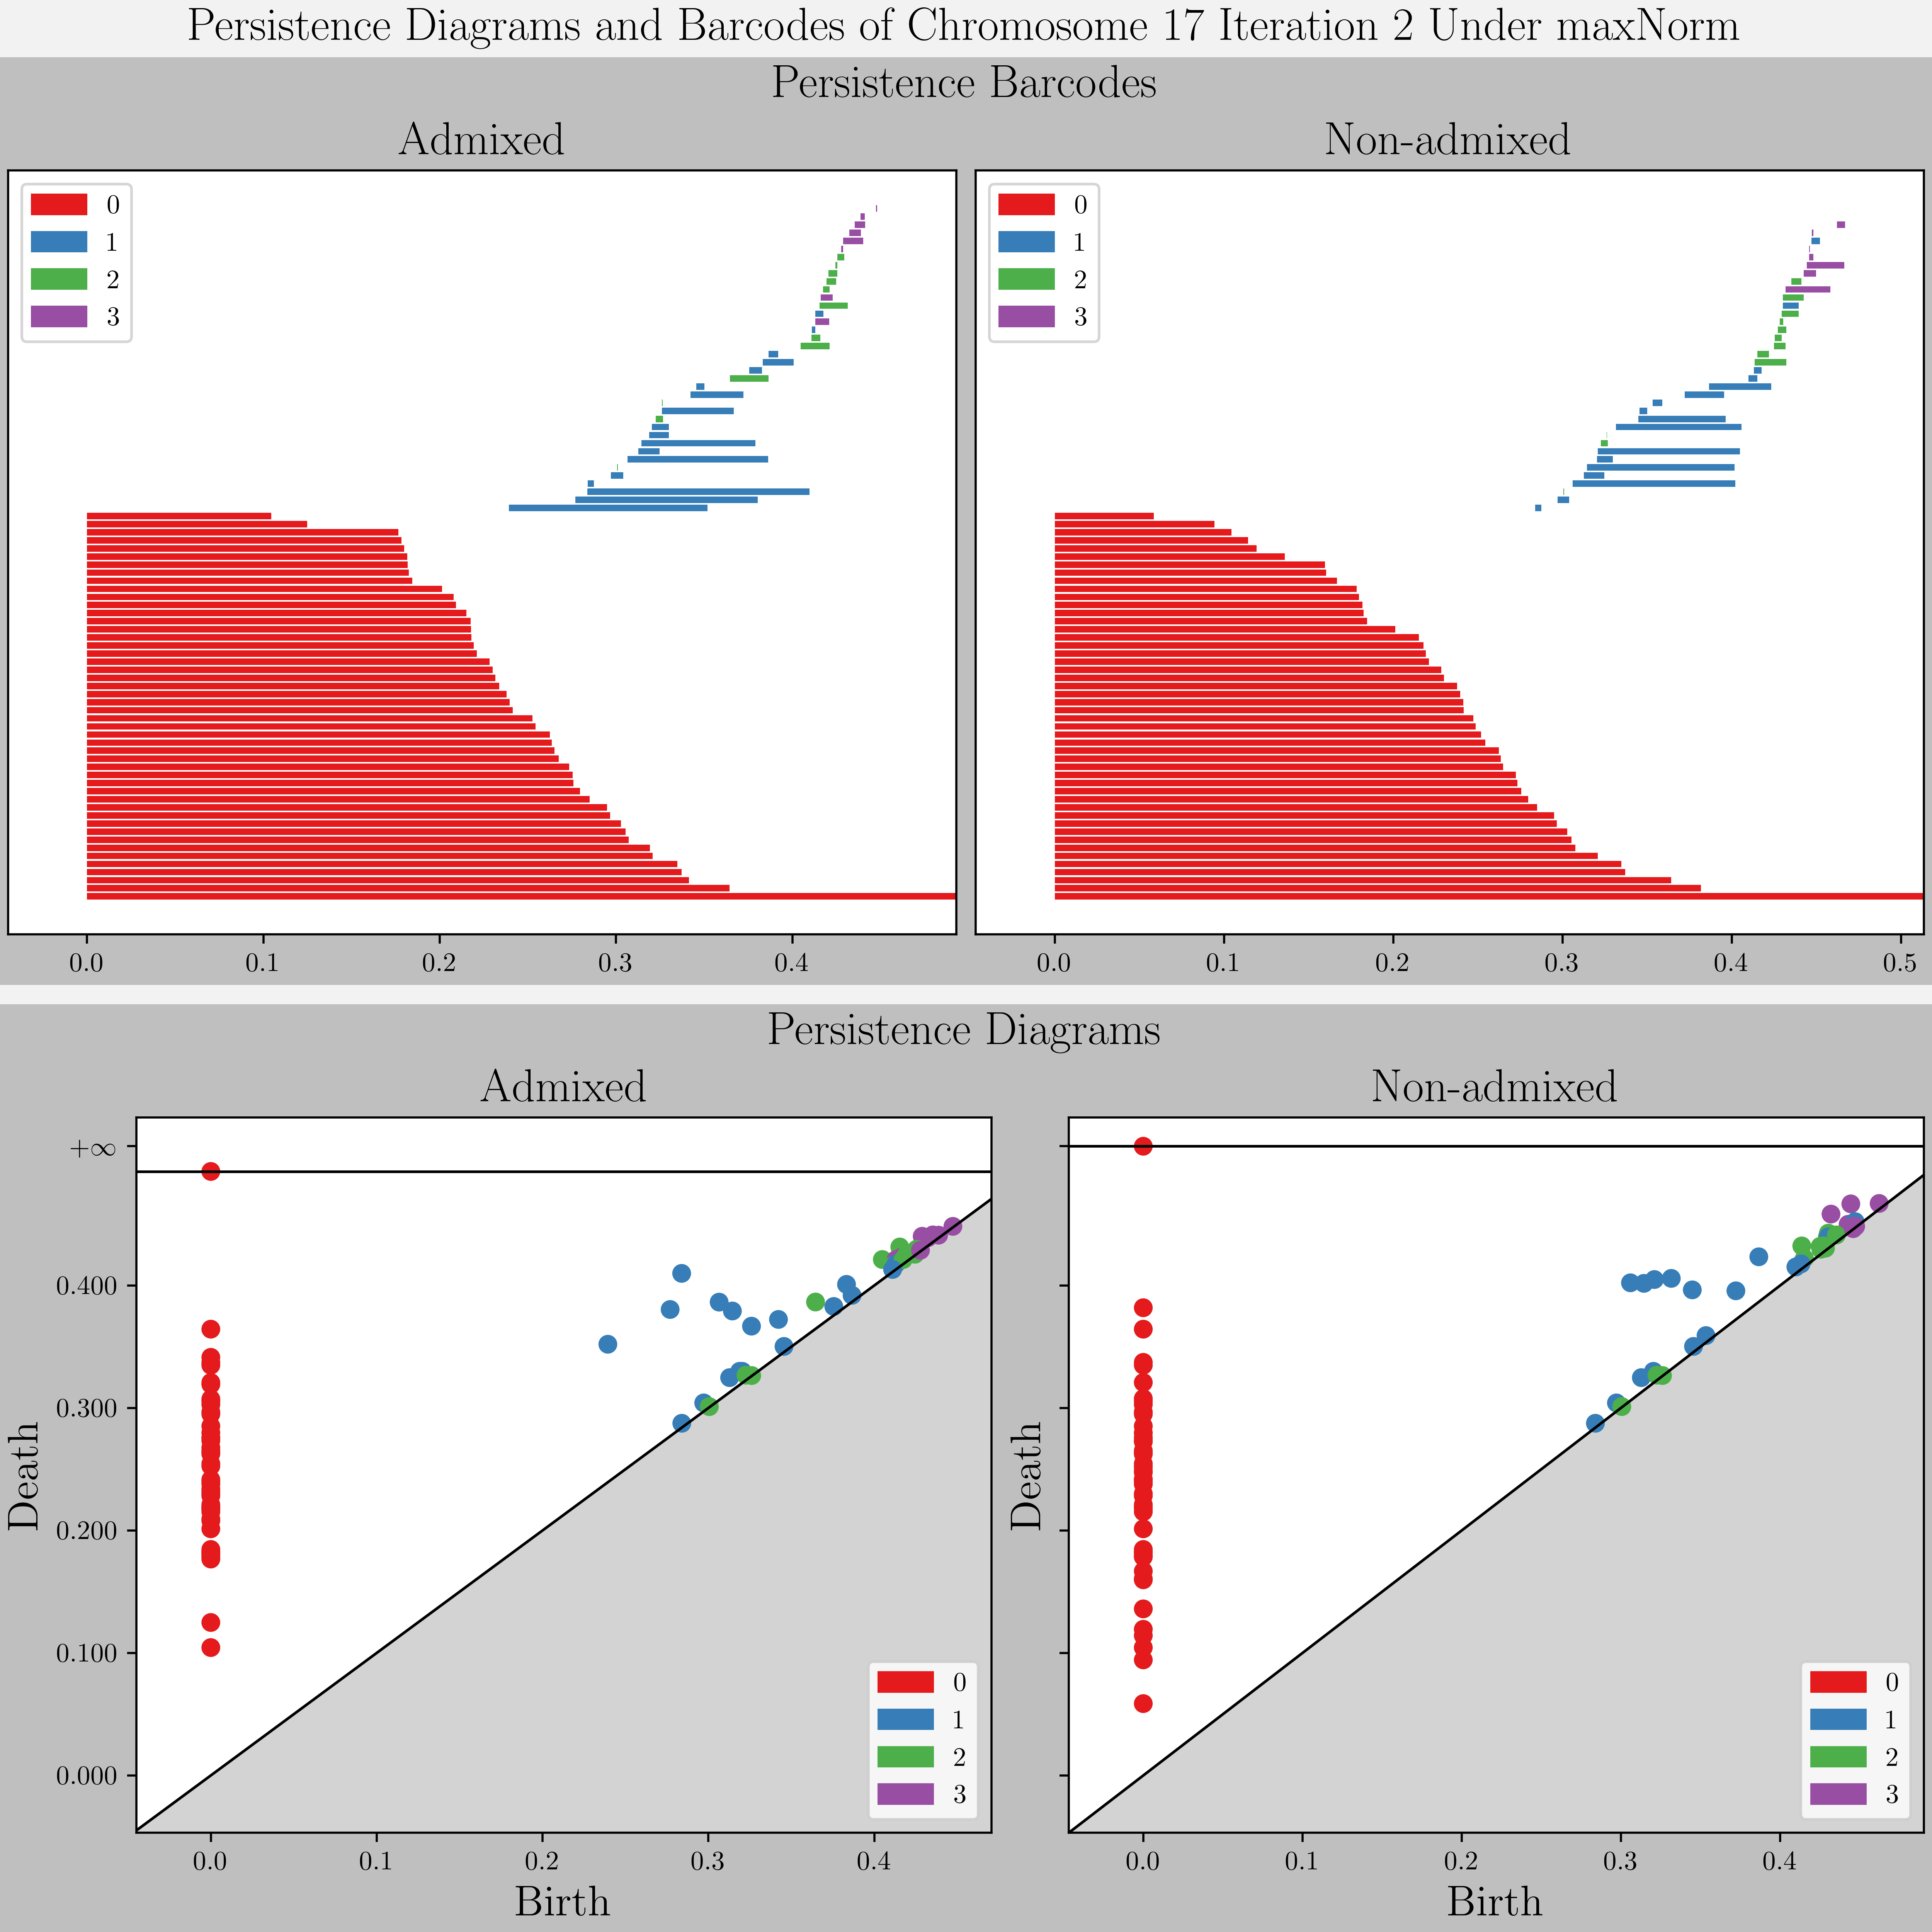 Persistence Diagrams and Barcodes of Chromosome 17 Iteration 2 Under maxNorm
Persistence Barcodes
Admixed
0
1
2
3
0.0 0.1 0.2 0.3 0.4
Non-admixed
0
1
2
3
0.0 0.1 0.2 0.3 0.4 0.5
Persistence Diagrams
Admixed
+∞
0.400
0.300
0.200
0.100
0.000
Death
0
1
2
3
0.0 0.1 0.2 0.3 0.4
Birth
Non-admixed
Death
0
1
2
3
0.0 0.1 0.2 0.3 0.4
Birth